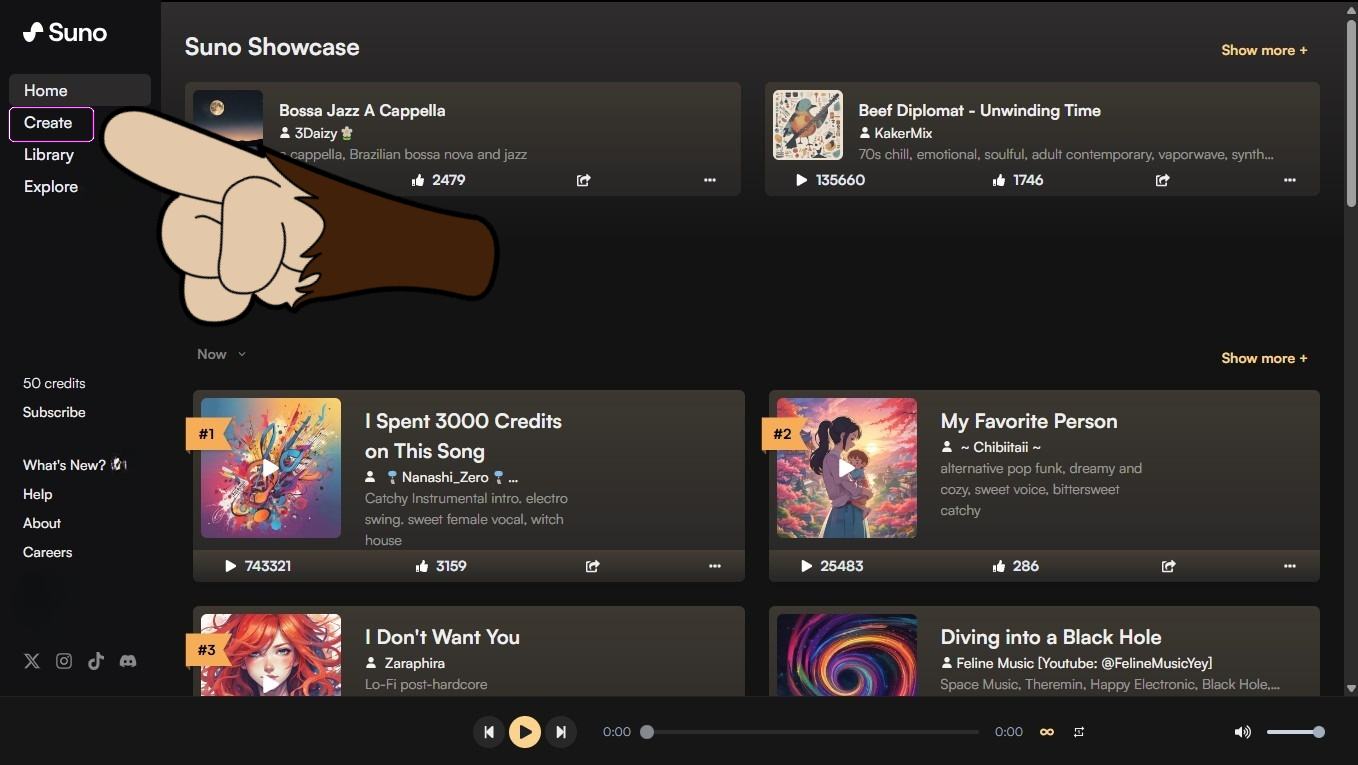 Suno
Home
Create
Library
Explore
50 credits
Subscribe
What's New?
Help
About
Careers
Suno Showcase
Show more +
Bossa Jazz A Cappella
3Daizy
cappella, Brazilian bossa nova and jazz
2479
Beef Diplomat - Unwinding Time
KakerMix
70s chill, emotional, soulful, adult contemporary, vaporwave, synth...
135660 1746
Now
Show more +
#1
I Spent 3000 Credits
on This Song
Nanashi_Zero ...
Catchy Instrumental intro. electro
swing. sweet female vocal, witch
house
743321 3159
#2
My Favorite Person
~ Chibiitaii ~
alternative pop funk, dreamy and
cozy, sweet voice, bittersweet
catchy
25483 286
#3
I Don't Want You
Zaraphira
Lo-Fi post-hardcore
Diving into a Black Hole
Feline Music [Youtube: @FelineMusicYey]
Space Music, Theremin, Happy Electronic, Black Hole,...
0:00 0:00